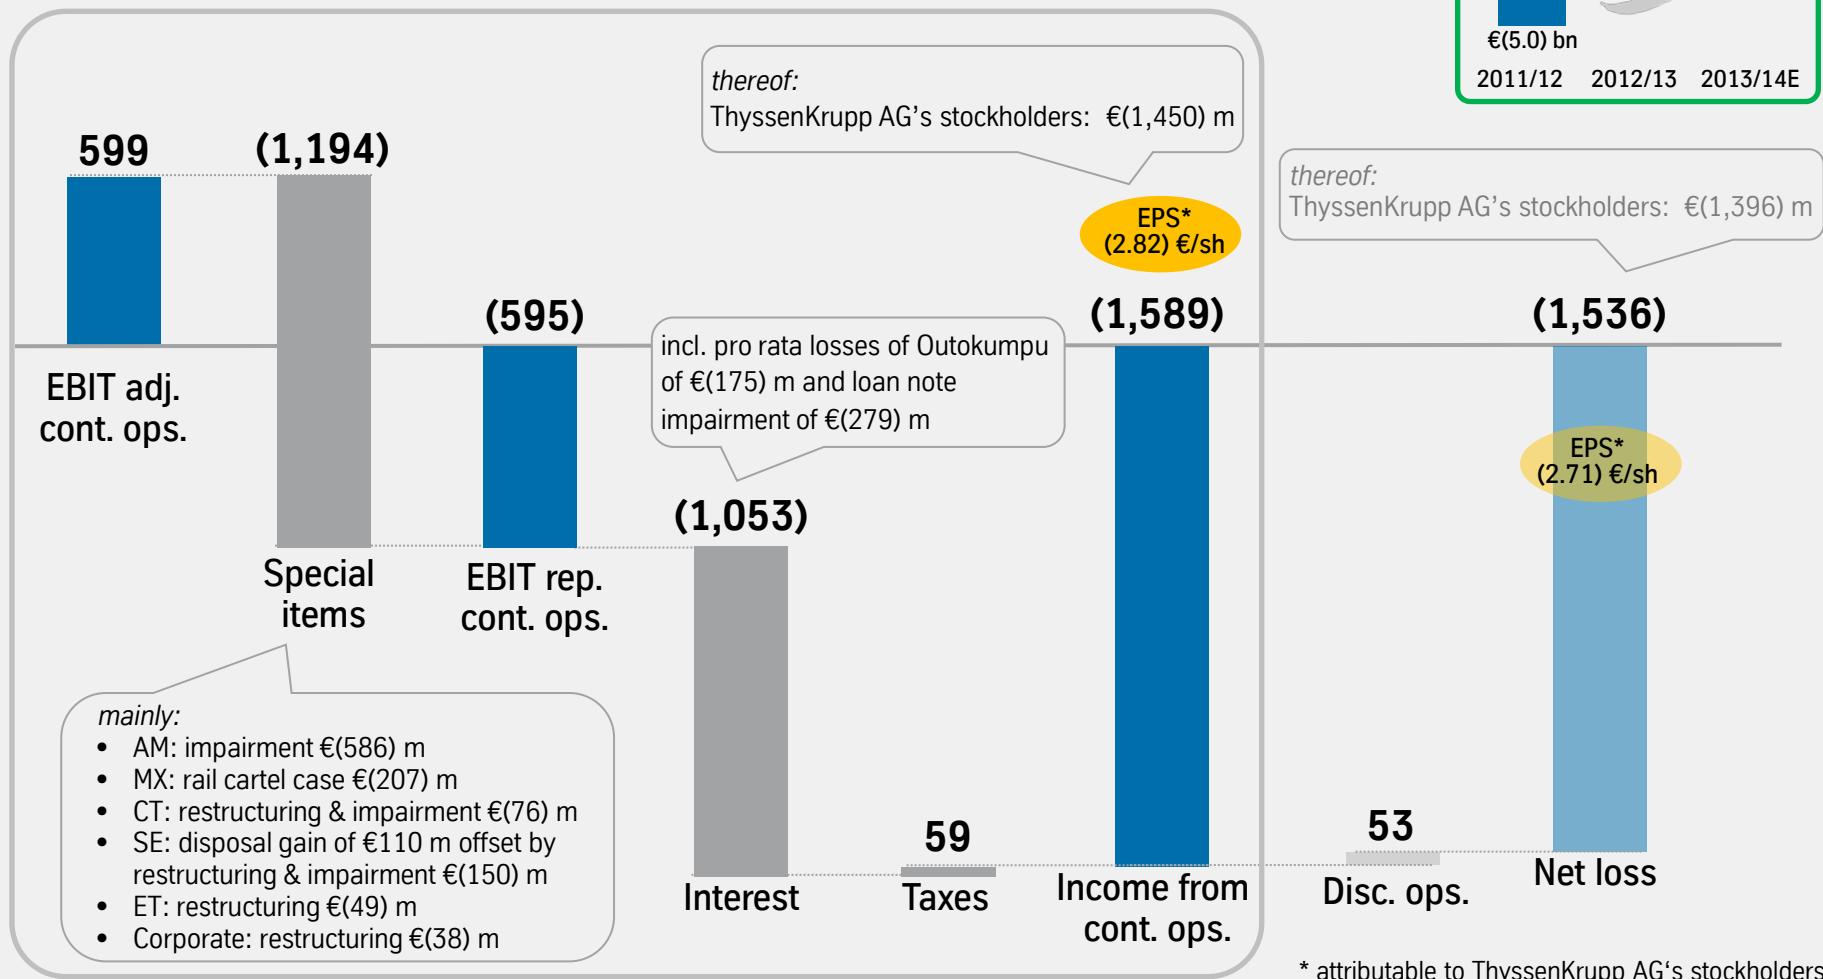 €(5.0) bn
2011/12 2012/13 2013/14E
thereof:
ThyssenKrupp AG's stockholders: €(1,450) m
thereof:
ThyssenKrupp AG's stockholders: €(1,396) m
599
(1,194)
EPS*
(2.82) €/sh
(595)
(1,589)
(1,536)
incl. pro rata losses of Outokumpu
of €(175) m and loan note
impairment of €(279) m
EBIT adj.
cont. ops.
EPS*
(2.71) €/sh
(1,053)
Special
items
EBIT rep.
cont. ops.
mainly:
• AM: impairment €(586) m
• MX: rail cartel case €(207) m
• CT: restructuring & impairment €(76) m
• SE: disposal gain of €110 m offset by
restructuring & impairment €(150) m
• ET: restructuring €(49) m
• Corporate: restructuring €(38) m
59
53
Interest
Taxes
Income from
cont. ops.
Disc. ops.
Net loss
* attributable to ThyssenKrupp AG‘s stockholders